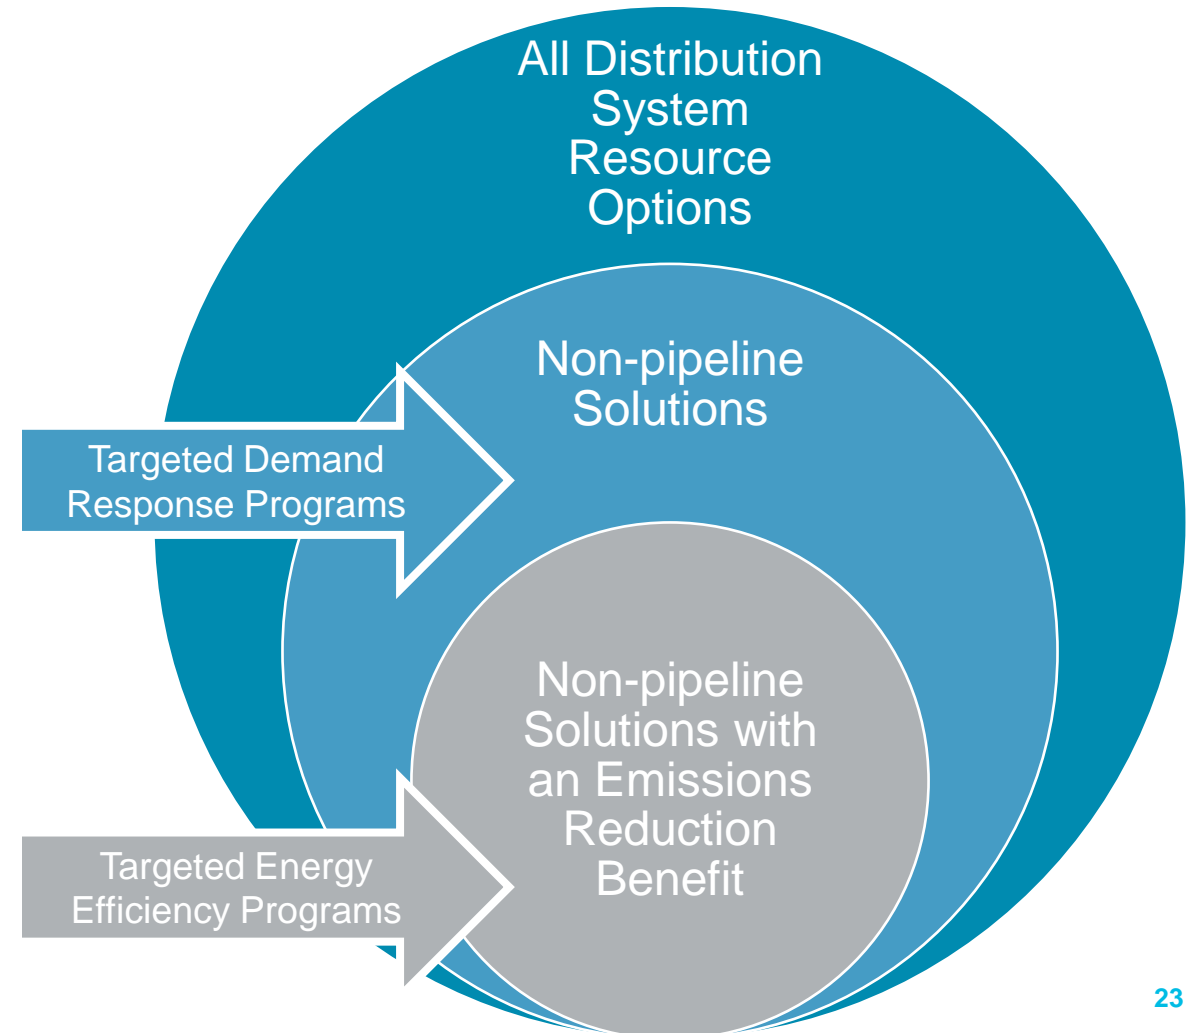 All Distribution
System
Resource
Options
Non-pipeline
Solutions
Targeted Demand
Response Programs
Non-pipeline
Solutions with
an Emissions
Reduction
Benefit
Targeted Energy
Efficiency Programs
23